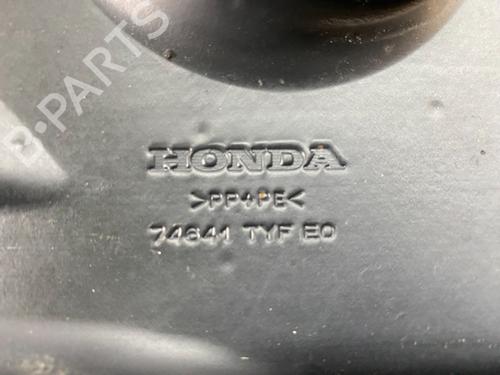 B-PARTS
HONDA
>PP+PE<
74641 TYF E0